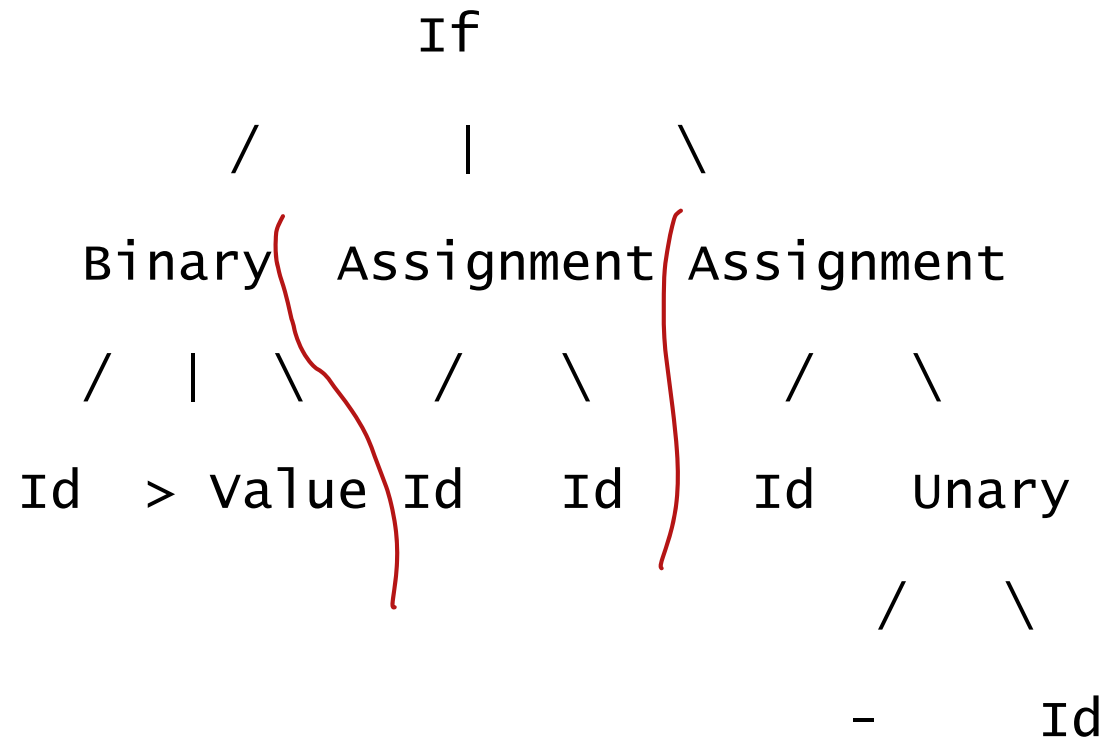 If
/ | \
Binary Assignment Assignment
/ | \ / \ / \
Id > Value Id Id Id Unary
/ \
- Id